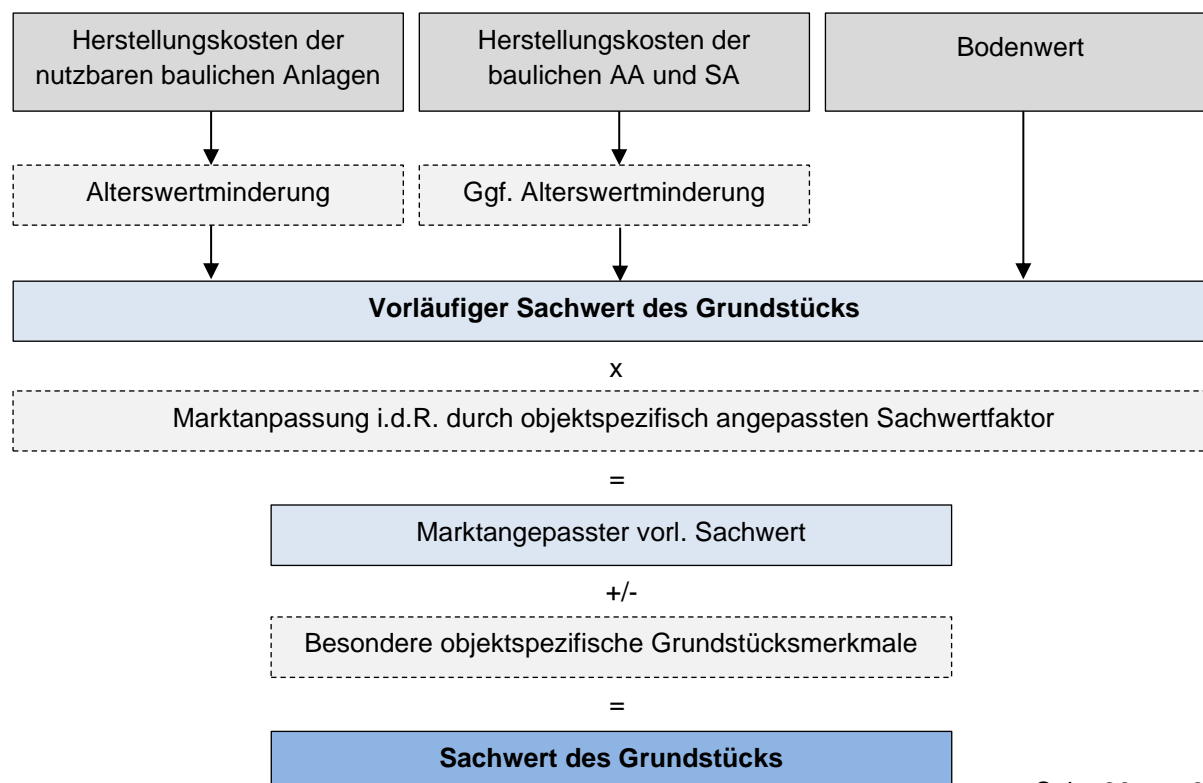 Herstellungskosten der
nutzbaren baulichen Anlagen
Herstellungskosten der
baulichen AA und SA
Bodenwert
Alterswertminderung
Ggf. Alterswertminderung
Vorläufiger Sachwert des Grundstücks
x
Marktanpassung i.d.R. durch objektspezifisch angepassten Sachwertfaktor
=
Marktangepasster vorl. Sachwert
+/-
Besondere objektspezifische Grundstücksmerkmale
=
Sachwert des Grundstücks